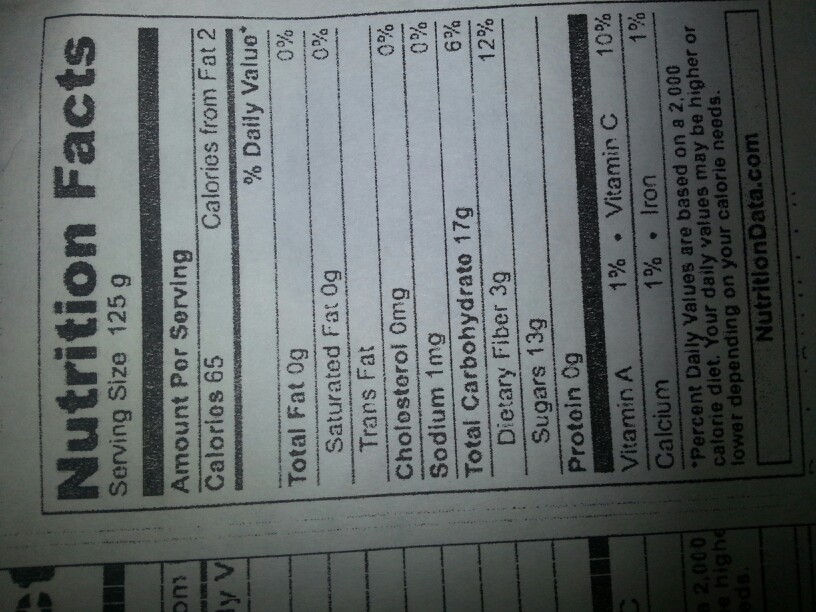 Nutrition Facts
Serving Size 125 g
Amount Per Serving
Calories 65 Calories from Fat 2
% Daily Value*
Total Fat 0g 0%
Saturated Fat 0g 0%
Trans Fat
Cholesterol 0mg 0%
Sodium 1mg 0%
Total Carbohydrate 17g 6%
Dietary Fiber 3g 12%
Sugars 13g
Protein 0g
Vitamin A 1% • Vitamin C 10%
Calcium 1% • Iron 1%
*Percent Daily Values are based on a 2,000
calorie diet. Your daily values may be higher or
lower depending on your calorie needs.
NutritionData.com
ct
om
ly V
C
2,000
e highe
ds.